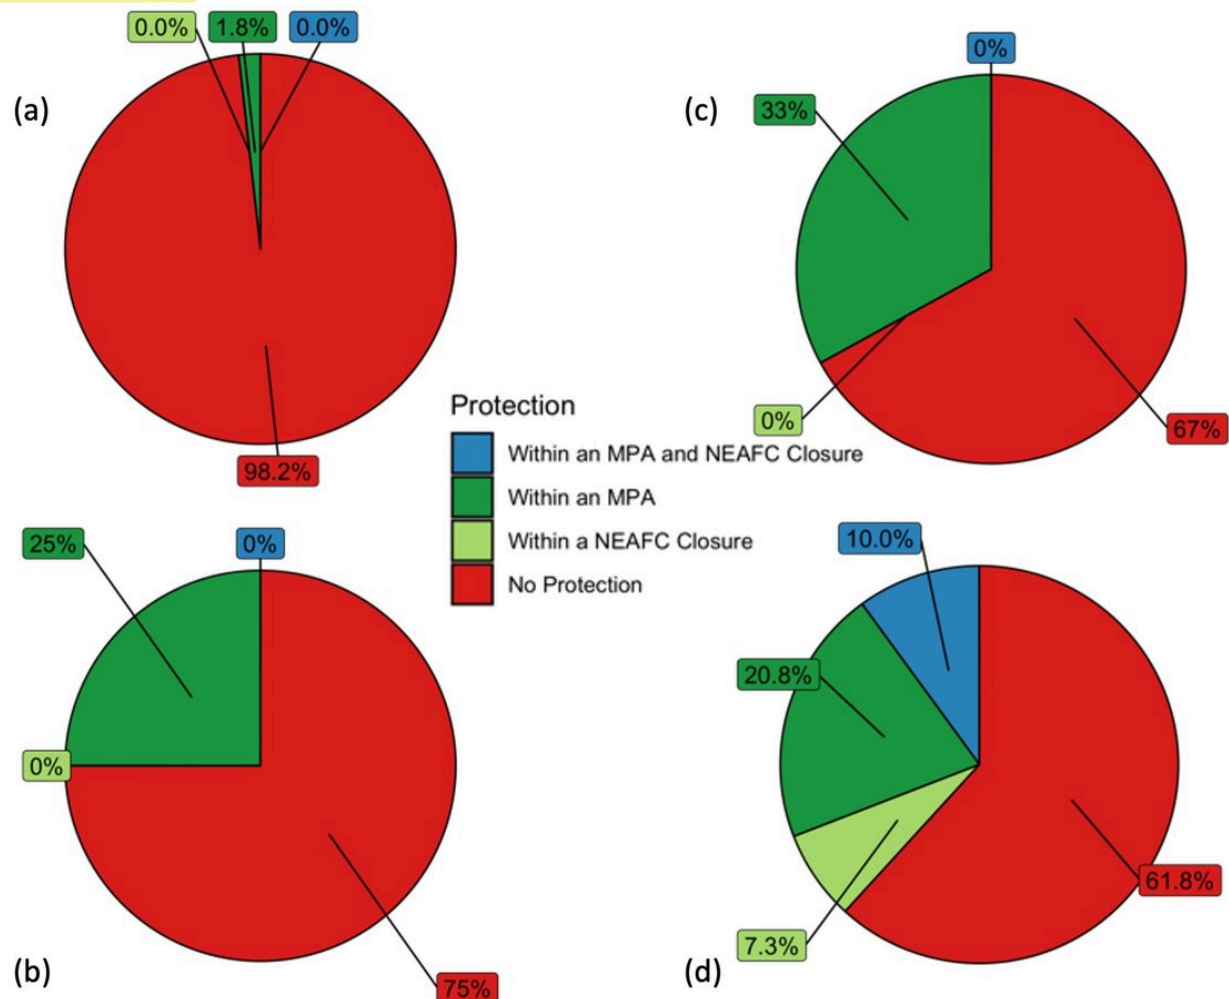 (a)
0.0%
1.8%
0.0%
98.2%
(c)
0%
33%
0%
67%
Protection
Within an MPA and NEAFC Closure
Within an MPA
Within a NEAFC Closure
No Protection
(b)
25%
0%
0%
75%
(d)
10.0%
20.8%
7.3%
61.8%